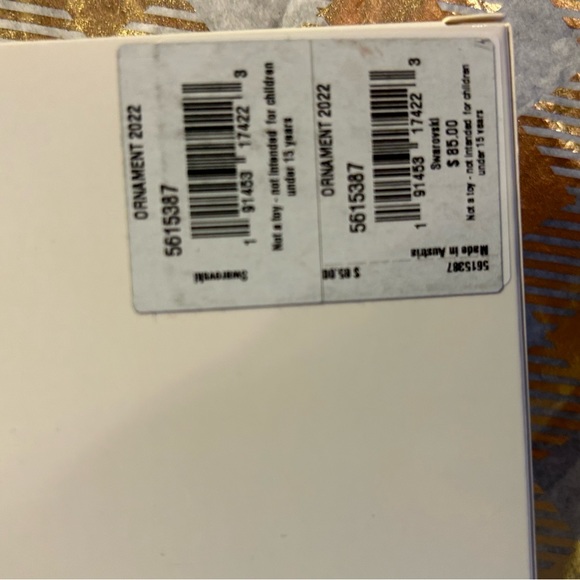 ORNAMENT 2022
5615387
1 91453 17422 3
Not a toy - not intended for children
under 15 years
Swarovski
$ 85.00
ORNAMENT 2022
5615387
1 91453 17422 3
Swarovski
$ 85.00
Not a toy - not intended for children
under 15 years
5615387
Made in Austria